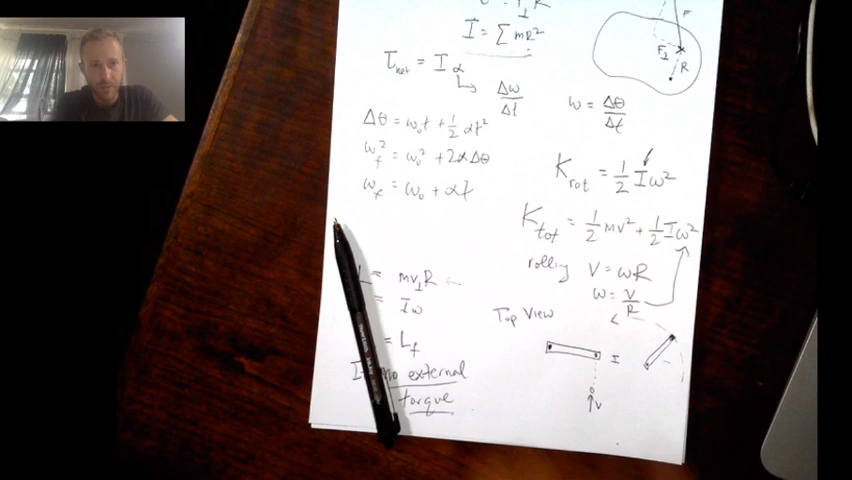 I = ∑ mR²
τnet = I α
Δω/Δt
ω = Δθ/Δt
Δθ = ω₀t + ½ αt²
ωf² = ω₀² + 2αΔθ
ωf = ω₀ + αt
Krot = ½ Iω²
Ktot = ½ mv² + ½ Iω²
rolling V = ωR
ω = V/R
L = mv⊥R
= Iω
= Lf
no external
torque
Top View
F
F⊥
R
I
V